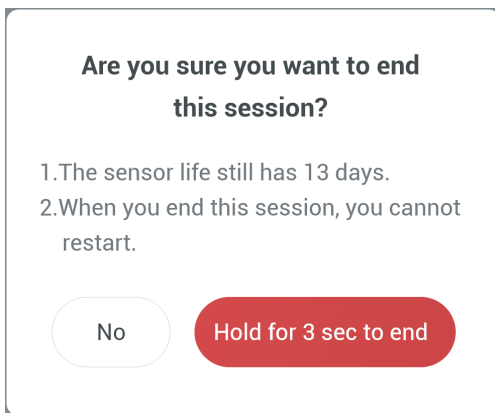 Are you sure you want to end
this session?
1.The sensor life still has 13 days.
2.When you end this session, you cannot
restart.
No
Hold for 3 sec to end